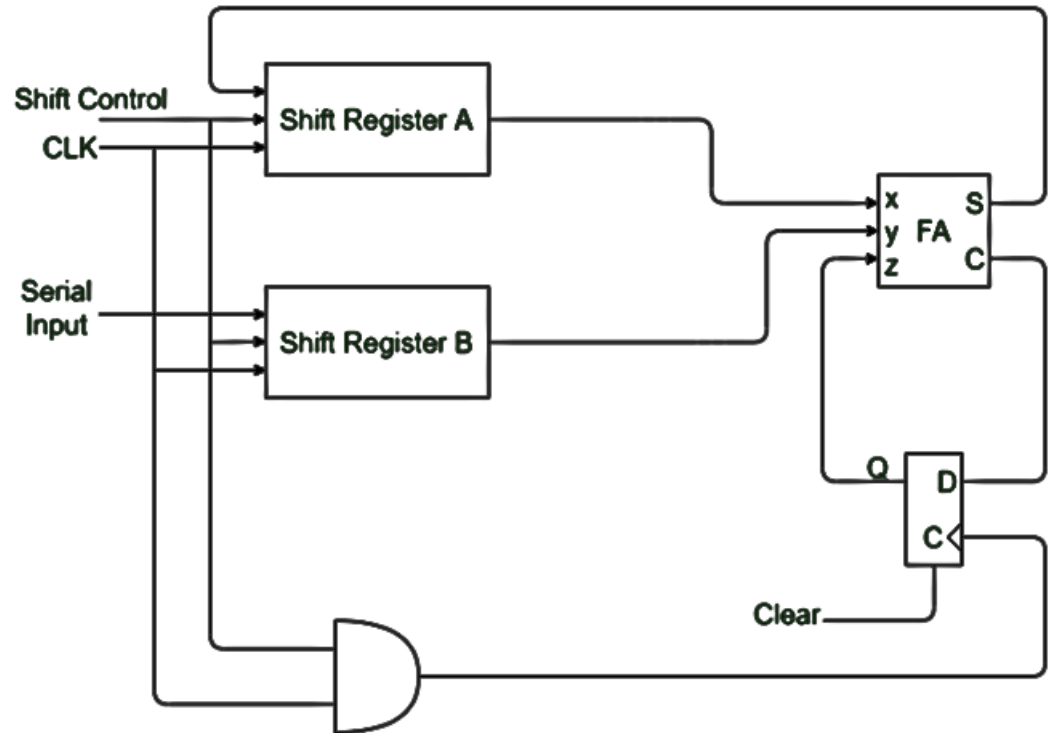 Shift Control
CLK
Shift Register A
x
y
z
FA
S
C
Serial
Input
Shift Register B
Q
D
C
Clear